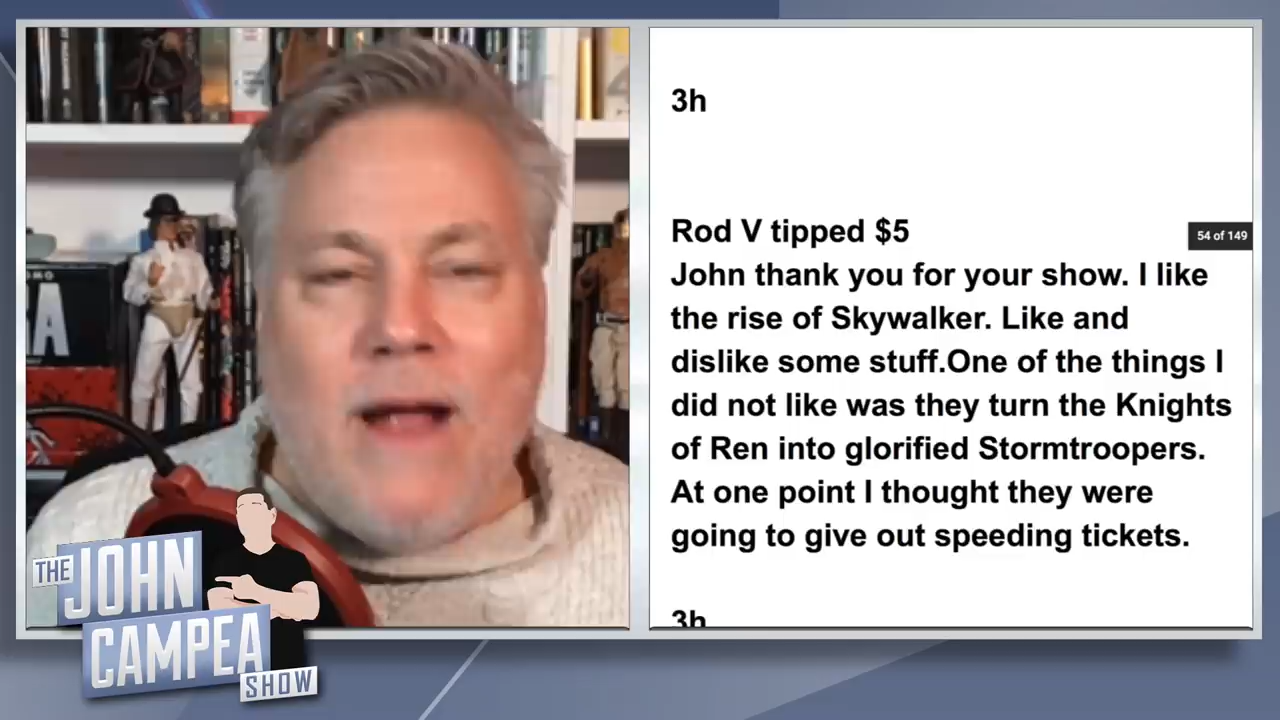 3h
Rod V tipped $5
54 of 149
John thank you for your show. I like
the rise of Skywalker. Like and
dislike some stuff.One of the things I
did not like was they turn the Knights
of Ren into glorified Stormtroopers.
At one point I thought they were
going to give out speeding tickets.
3h
THE JOHN
CAMPEA
SHOW